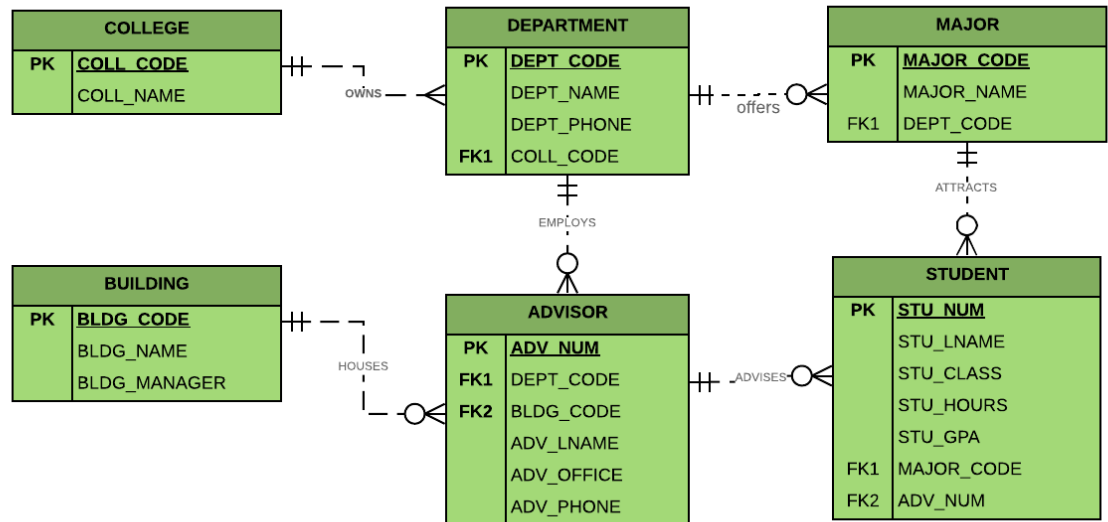 COLLEGE
PK COLL_CODE
COLL_NAME
OWNS
DEPARTMENT
PK DEPT_CODE
DEPT_NAME
DEPT_PHONE
FK1 COLL_CODE
offers
MAJOR
PK MAJOR_CODE
MAJOR_NAME
FK1 DEPT_CODE
EMPLOYS
ATTRACTS
BUILDING
PK BLDG_CODE
BLDG_NAME
BLDG_MANAGER
HOUSES
ADVISOR
PK ADV_NUM
FK1 DEPT_CODE
FK2 BLDG_CODE
ADV_LNAME
ADV_OFFICE
ADV_PHONE
ADVISES
STUDENT
PK STU_NUM
STU_LNAME
STU_CLASS
STU_HOURS
STU_GPA
FK1 MAJOR_CODE
FK2 ADV_NUM